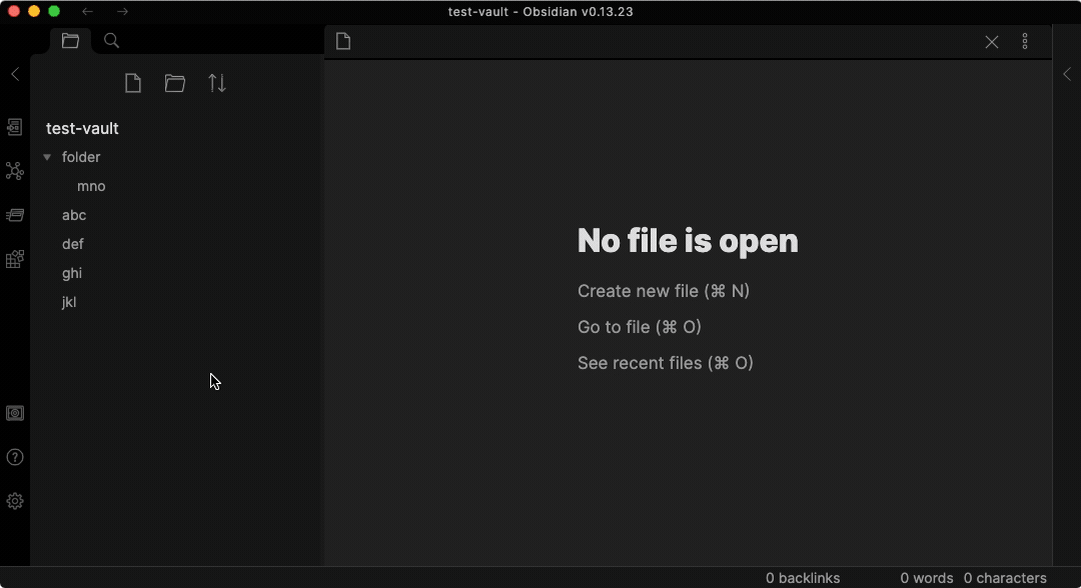 test-vault - Obsidian v0.13.23
test-vault
folder
mno
abc
def
ghi
jkl
No file is open
Create new file (⌘ N)
Go to file (⌘ O)
See recent files (⌘ O)
0 backlinks 0 words 0 characters